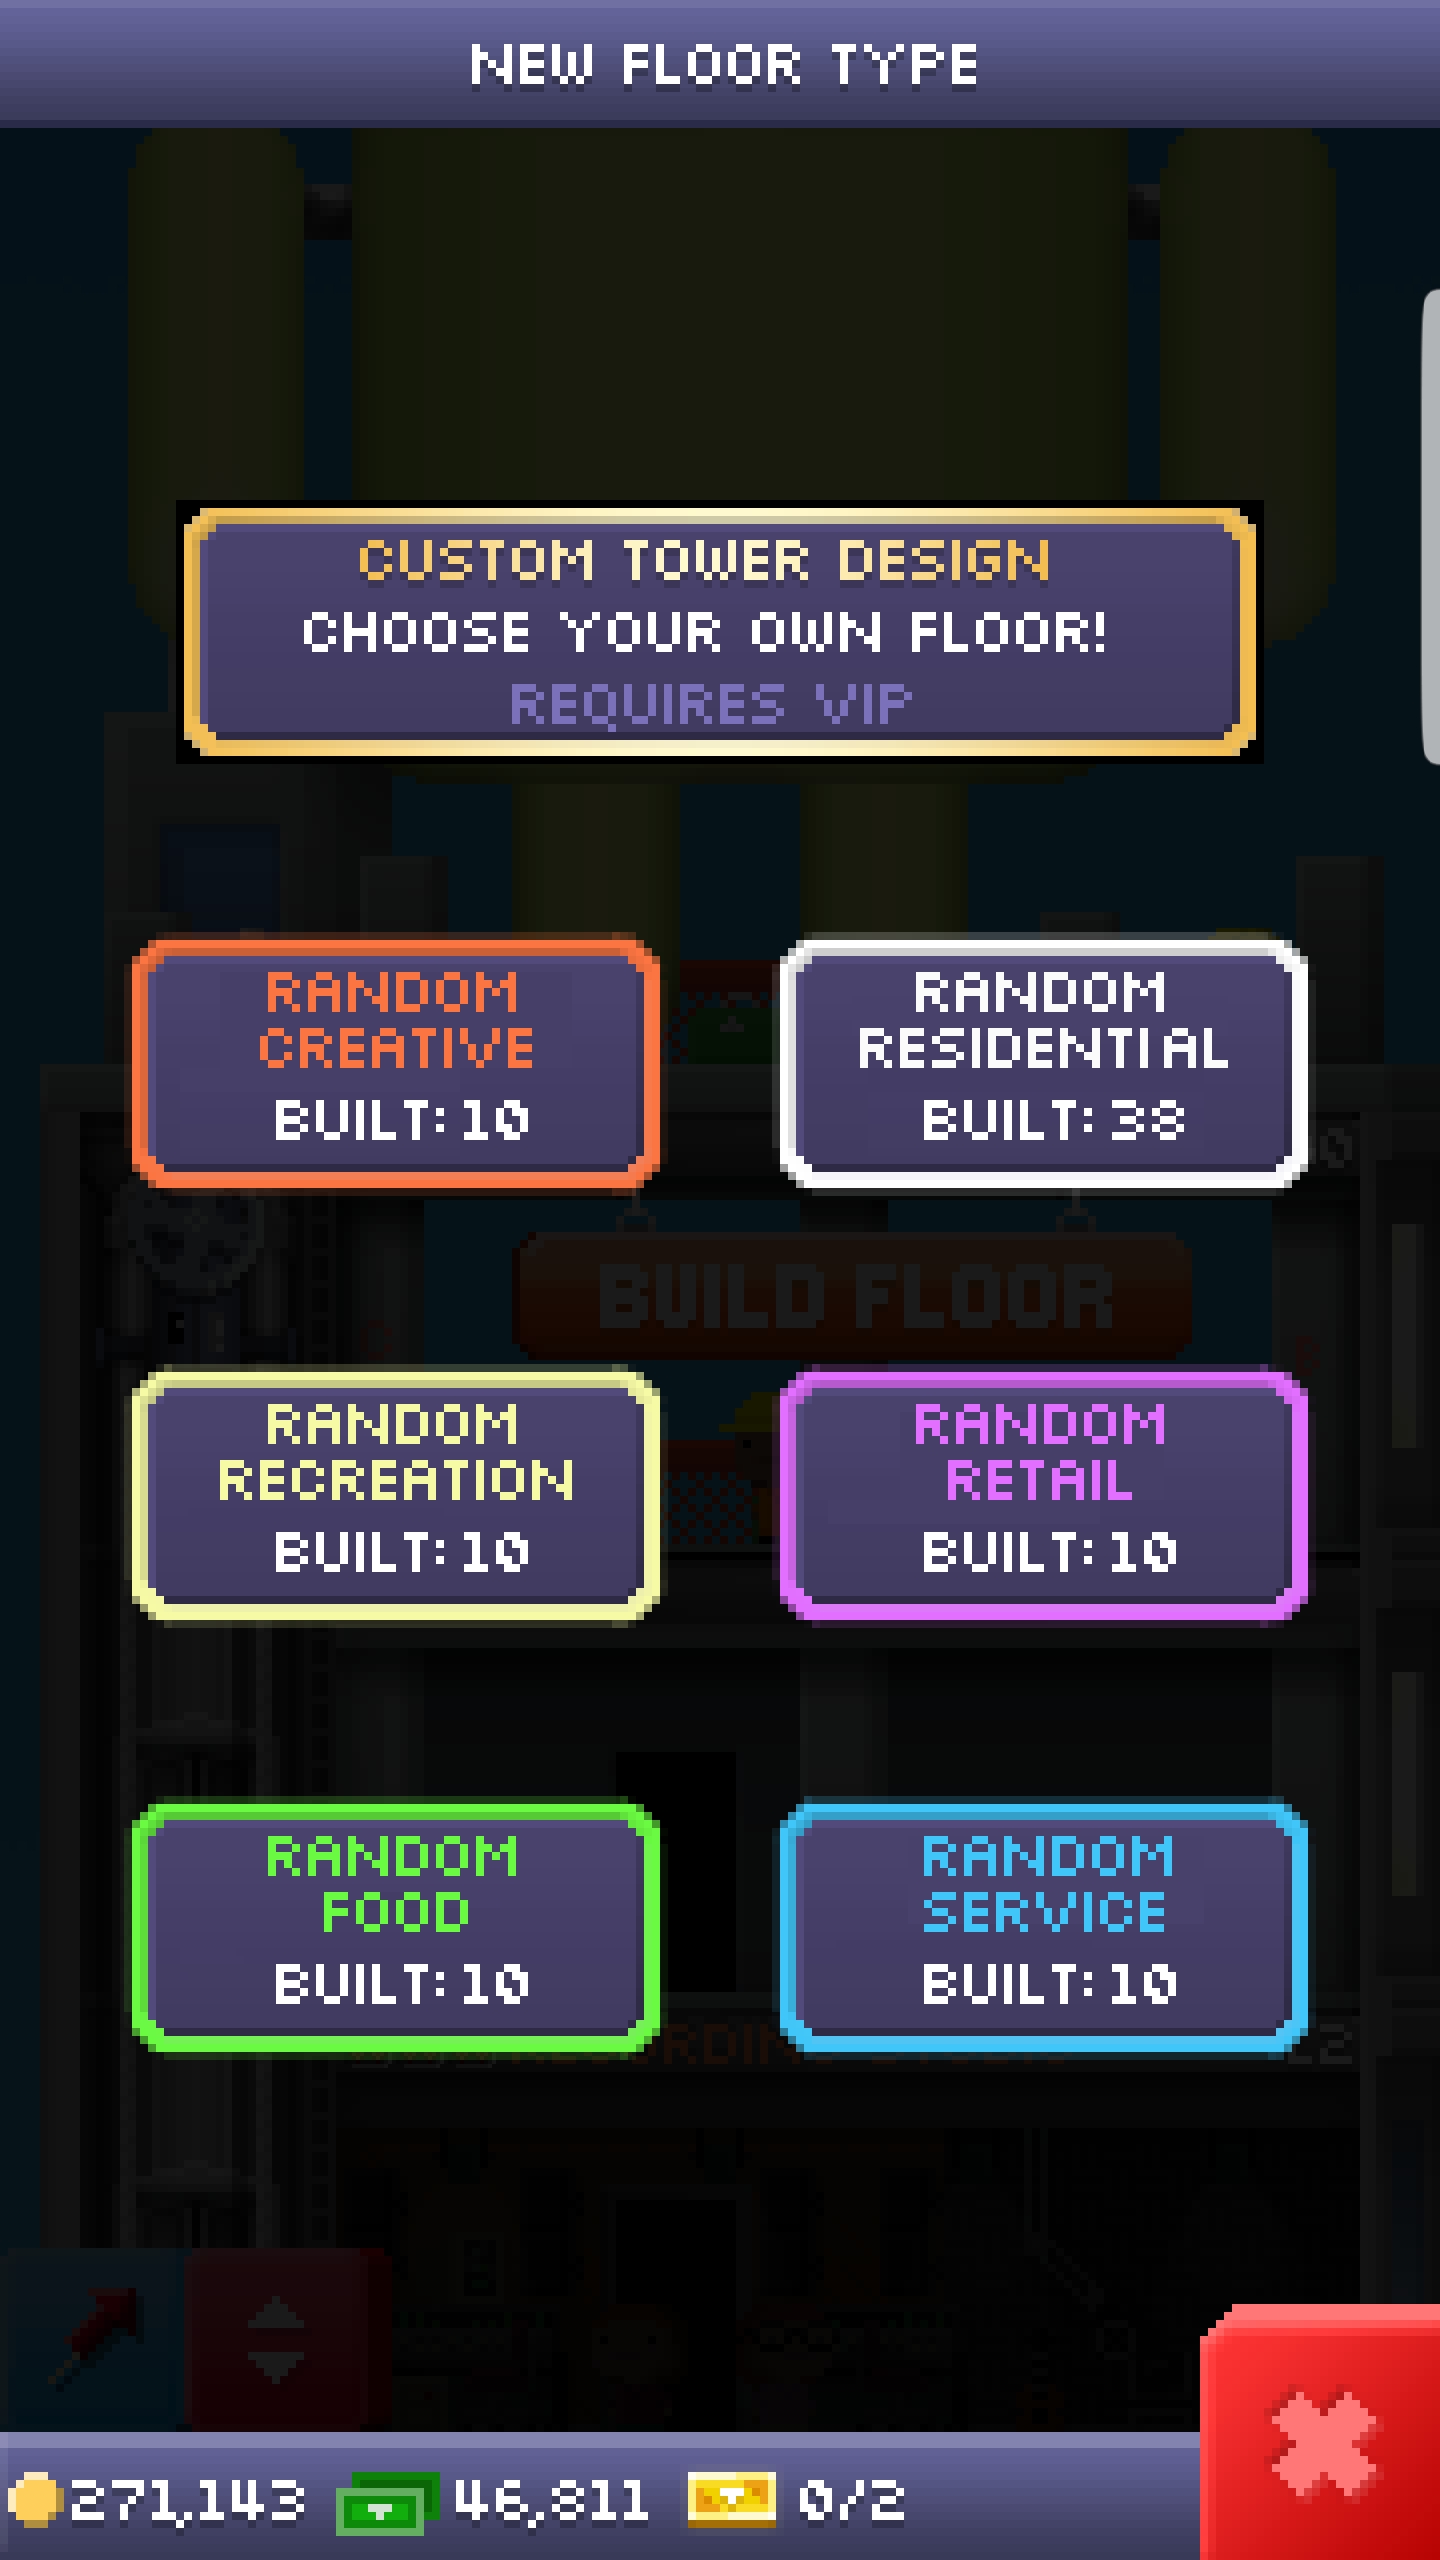 NEW FLOOR TYPE
CUSTOM TOWER DESIGN
CHOOSE YOUR OWN FLOOR!
REQUIRES VIP
RANDOM
CREATIVE
BUILT: 10
RANDOM
RESIDENTIAL
BUILT: 38
BUILD FLOOR
RANDOM
RECREATION
BUILT: 10
RANDOM
RETAIL
BUILT: 10
RANDOM
FOOD
BUILT: 10
RANDOM
SERVICE
BUILT: 10
271,143 46,811 0/2